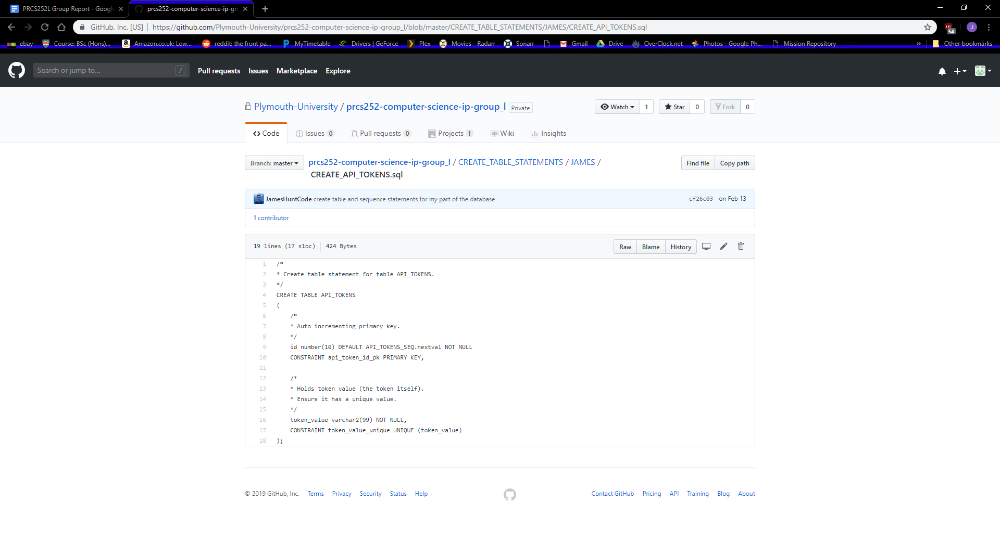 PRCS252L Group Report - Google
prcs252-computer-science-ip-gro
GitHub, Inc. [US]
https://github.com/Plymouth-University/prcs252-computer-science-ip-group_l/blob/master/CREATE_TABLE_STATEMENTS/JAMES/CREATE_API_TOKENS.sql
54
J
ebay
Course: BSc (Hons)...
Amazon.co.uk: Low...
reddit: the front pa...
MyTimetable
Drivers | GeForce
Plex
Movies - Radarr
Sonarr
Gmail
Drive
OverClock.net
Photos - Google Ph...
Mission Repository
»
Other bookmarks
Search or jump to...
/
Pull requests
Issues
Marketplace
Explore
Plymouth-University / prcs252-computer-science-ip-group_l
Private
Watch
1
Star
0
Fork
0
Code
Issues 0
Pull requests 0
Projects 1
Wiki
Insights
Branch: master
prcs252-computer-science-ip-group_l / CREATE_TABLE_STATEMENTS / JAMES /
CREATE_API_TOKENS.sql
Find file
Copy path
JamesHuntCode create table and sequence statements for my part of the database
cf26c03 on Feb 13
1 contributor
19 lines (17 sloc)
424 Bytes
Raw
Blame
History
1 /*
2 * Create table statement for table API_TOKENS.
3 */
4 CREATE TABLE API_TOKENS
5 (
6 /*
7 * Auto incrementing primary key.
8 */
9 id number(10) DEFAULT API_TOKENS_SEQ.nextval NOT NULL
10 CONSTRAINT api_token_id_pk PRIMARY KEY,
11
12 /*
13 * Holds token value (the token itself).
14 * Ensure it has a unique value.
15 */
16 token_value varchar2(99) NOT NULL,
17 CONSTRAINT token_value_unique UNIQUE (token_value)
18 );
© 2019 GitHub, Inc.
Terms
Privacy
Security
Status
Help
Contact GitHub
Pricing
API
Training
Blog
About